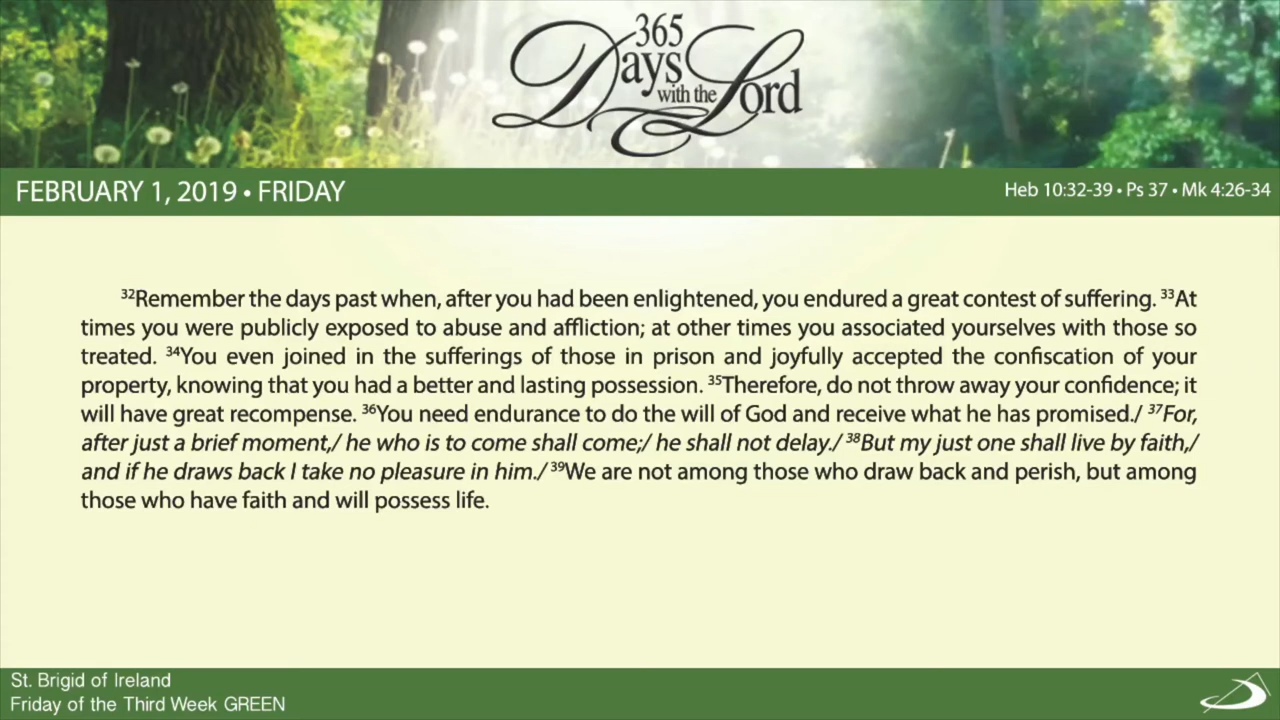 365
Days
with the
Lord
FEBRUARY 1, 2019 • FRIDAY
Heb 10:32-39 • Ps 37 • Mk 4:26-34
³²Remember the days past when, after you had been enlightened, you endured a great contest of suffering. ³³At
times you were publicly exposed to abuse and affliction; at other times you associated yourselves with those so
treated. ³⁴You even joined in the sufferings of those in prison and joyfully accepted the confiscation of your
property, knowing that you had a better and lasting possession. ³⁵Therefore, do not throw away your confidence; it
will have great recompense. ³⁶You need endurance to do the will of God and receive what he has promised./ ³⁷For,
after just a brief moment,/ he who is to come shall come;/ he shall not delay./ ³⁸But my just one shall live by faith,/
and if he draws back I take no pleasure in him./ ³⁹We are not among those who draw back and perish, but among
those who have faith and will possess life.
St. Brigid of Ireland
Friday of the Third Week GREEN